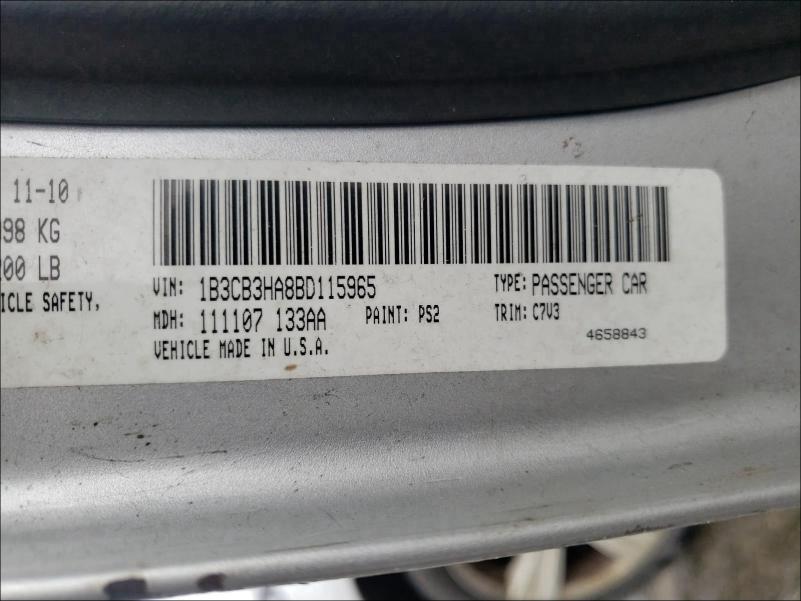 11-10
98 KG
00 LB
ICLE SAFETY,
VIN: 1B3CB3HA8BD115965 TYPE: PASSENGER CAR
MDH: 111107 133AA PAINT: PS2 TRIM: C7V3
VEHICLE MADE IN U.S.A. 4658843